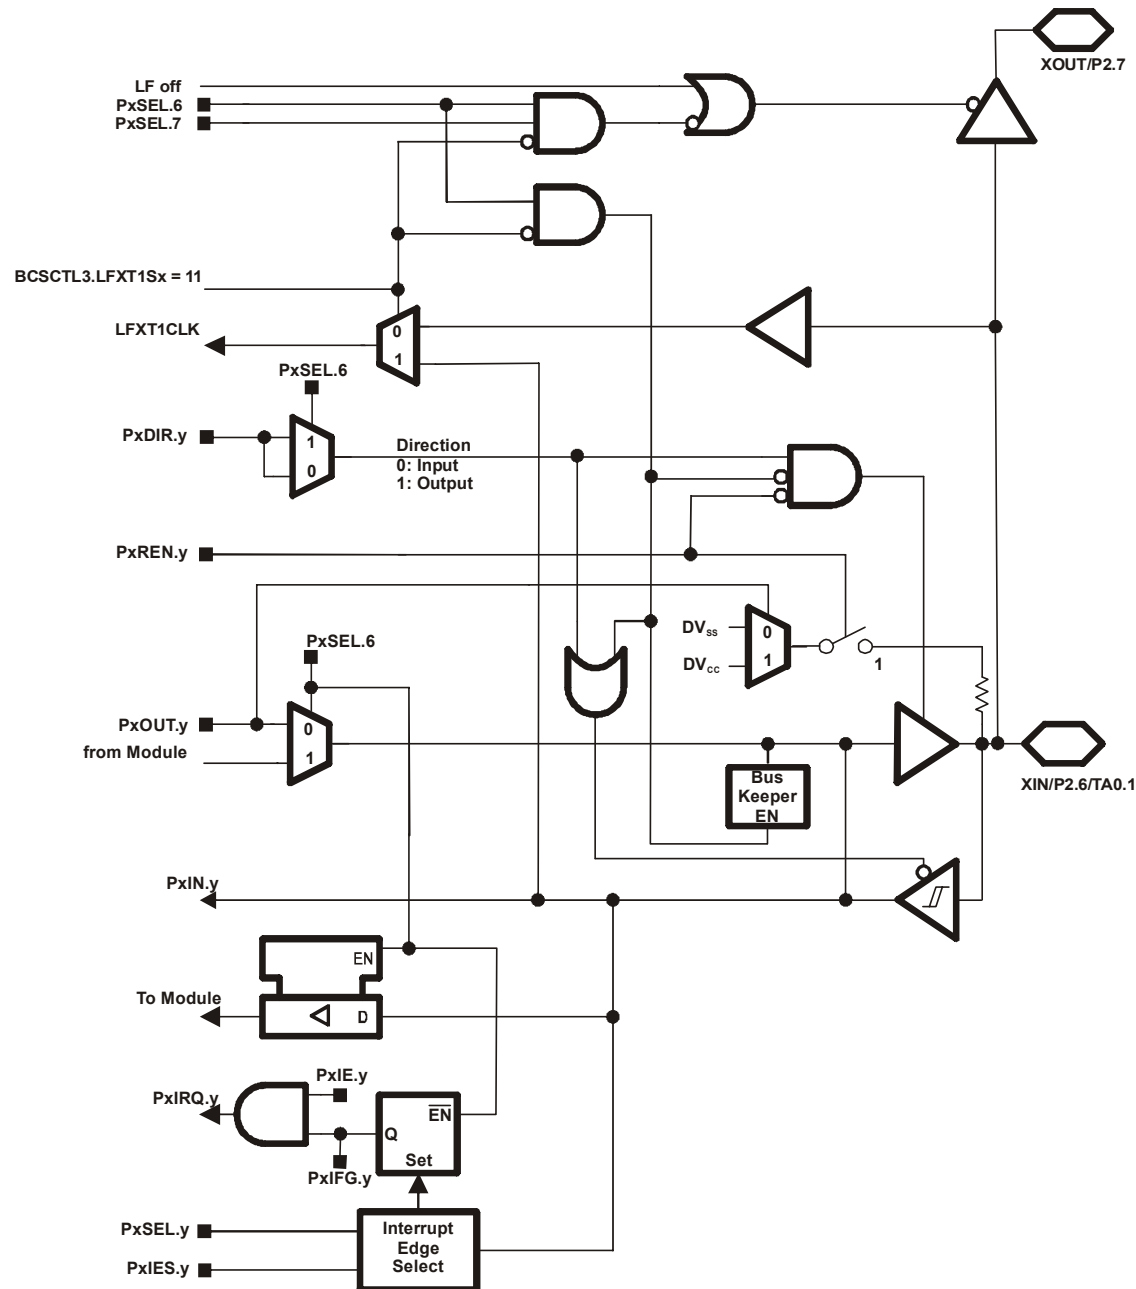 XOUT/P2.7
LF off
PxSEL.6
PxSEL.7
BCSCTL3.LFXT1Sx = 11
LFXT1CLK
0
1
PxSEL.6
PxDIR.y
1
0
Direction
0: Input
1: Output
PxREN.y
DVSS
0
DVCC
1
1
PxSEL.6
PxOUT.y
0
from Module
1
Bus
Keeper
EN
XIN/P2.6/TA0.1
PxIN.y
EN
To Module
D
PxIE.y
PxIRQ.y
EN
Q
Set
PxIFG.y
PxSEL.y
Interrupt
Edge
Select
PxIES.y